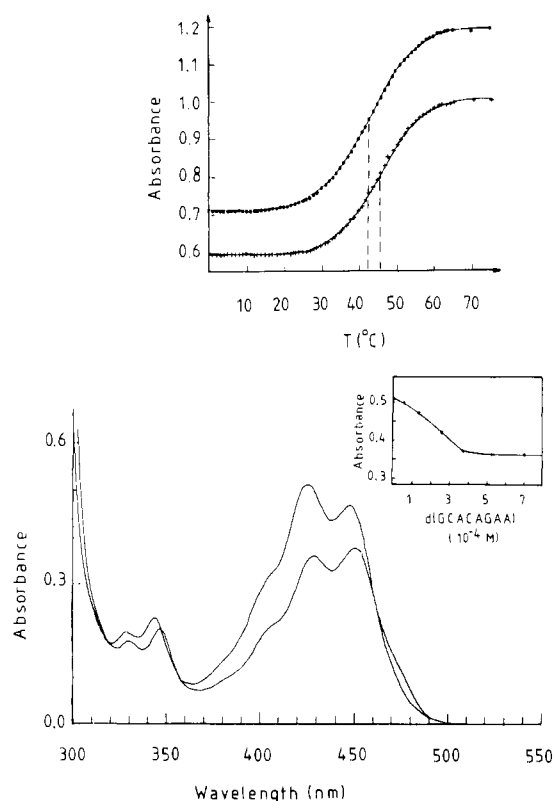 1.2
1.1
1.0
0.9
0.8
0.7
0.6
Absorbance
10 20 30 40 50 60 70
T (°C)
0.6
0.3
0.0
Absorbance
300 350 400 450 500 550
Wavelength (nm)
0.5
0.4
0.3
Absorbance
1 3 5 7
d(GCACAGAA)
(10⁻⁴ M)